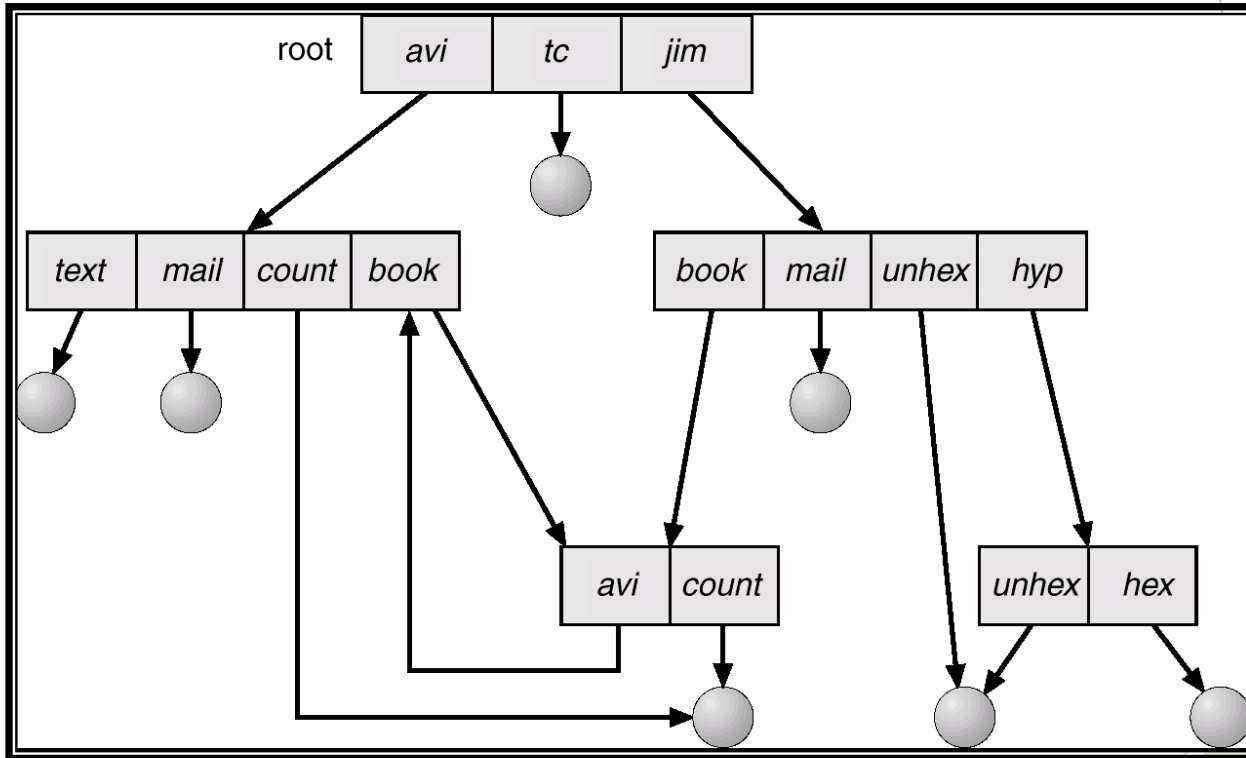 root avi tc jim
text mail count book book mail unhex hyp
avi count unhex hex